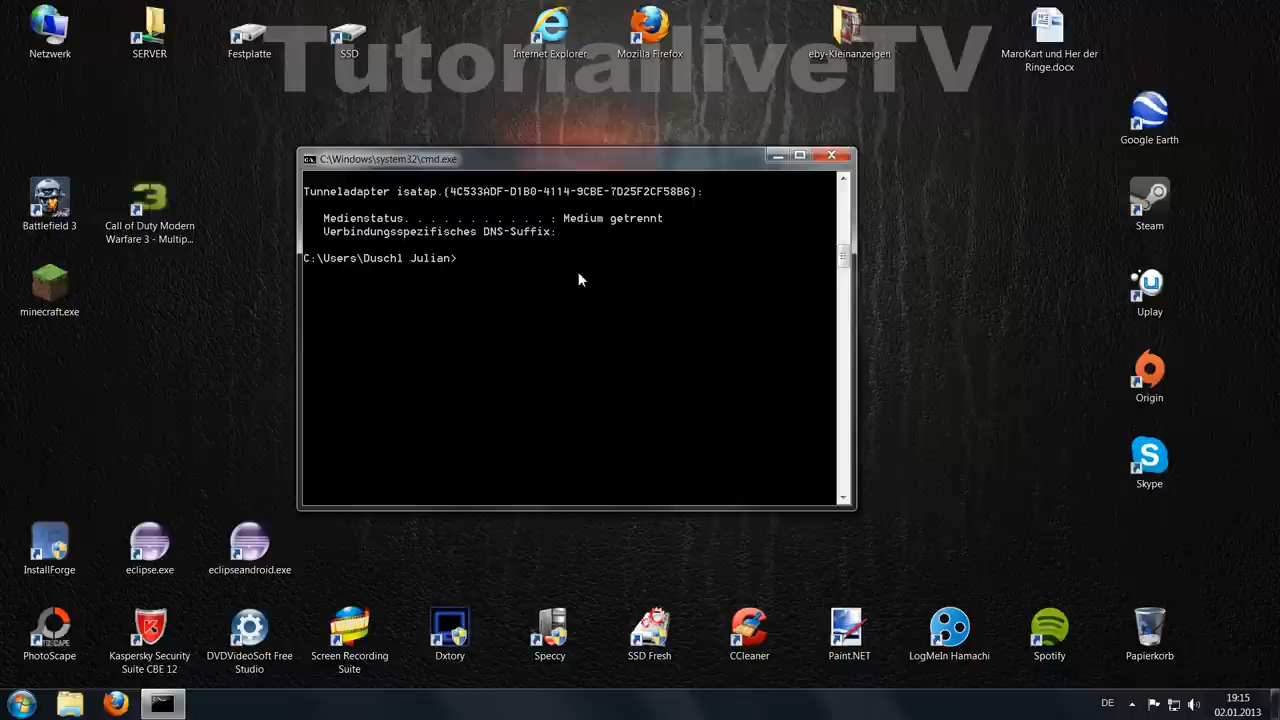 Netzwerk
SERVER
Festplatte
SSD
Internet Explorer
Mozilla Firefox
eby-Kleinanzeigen
MaroKart und Her der
Ringe.docx
TutorialliveTV
Google Earth
C:\Windows\system32\cmd.exe
Tunneladapter isatap.{4C533ADF-D1B0-4114-9CBE-7D25F2CF58B6}:
Medienstatus. . . . . . . . . . . : Medium getrennt
Verbindungsspezifisches DNS-Suffix:
C:\Users\Duschl Julian>
Battlefield 3
Call of Duty Modern
Warfare 3 - Multip...
Steam
minecraft.exe
Uplay
Origin
Skype
InstallForge
eclipse.exe
eclipseandroid.exe
PhotoScape
Kaspersky Security
Suite CBE 12
DVDVideoSoft Free
Studio
Screen Recording
Suite
Dxtory
Speccy
SSD Fresh
CCleaner
Paint.NET
LogMeIn Hamachi
Spotify
Papierkorb
DE
19:15
02.01.2013